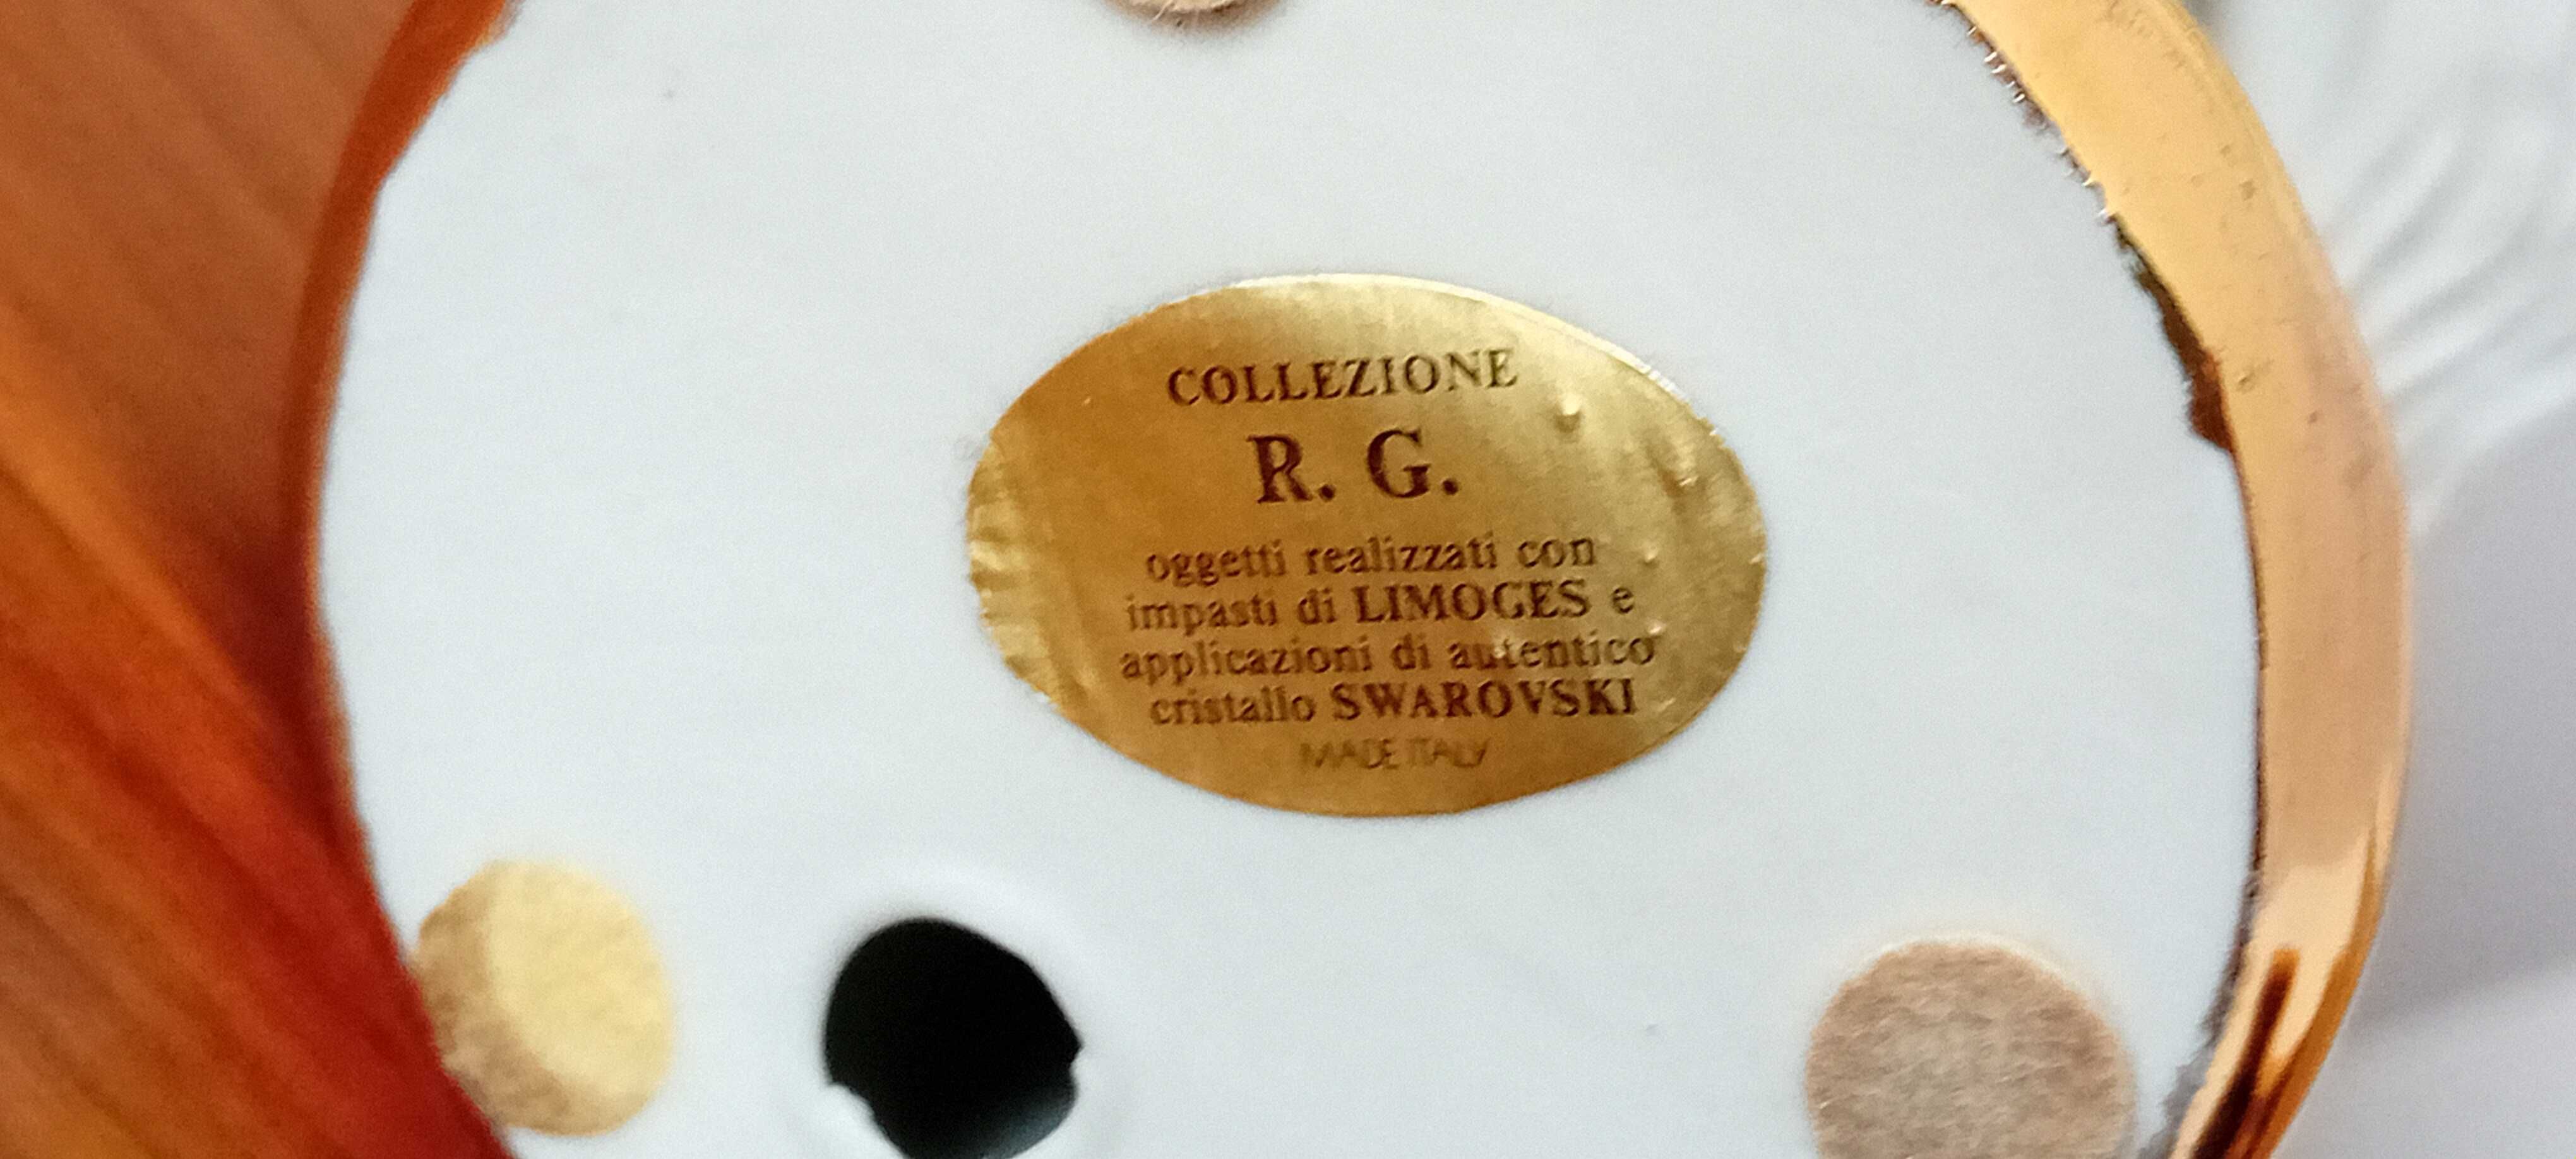 COLLEZIONE
R. G.
oggetti realizzati con
impasti di LIMOGES e
applicazioni di autentico
cristallo SWAROVSKI
MADE ITALY